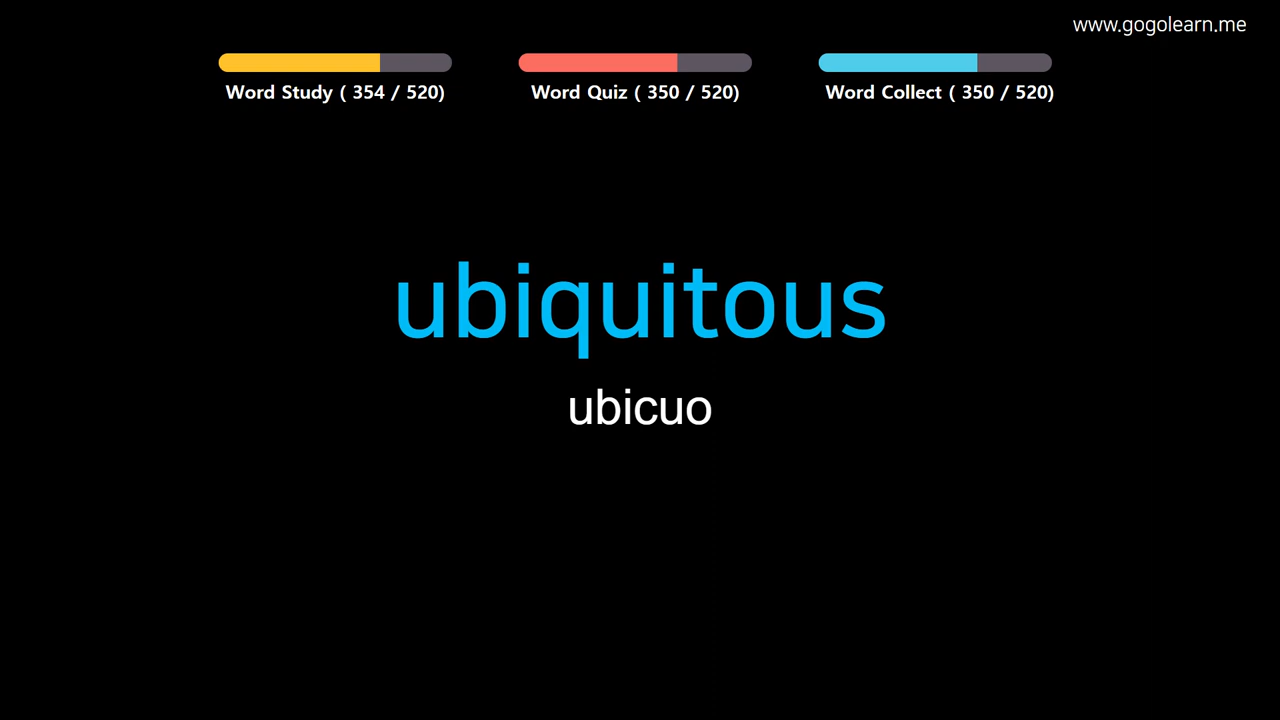 www.gogolearn.me
Word Study ( 354 / 520)
Word Quiz ( 350 / 520)
Word Collect ( 350 / 520)
ubiquitous
ubicuo